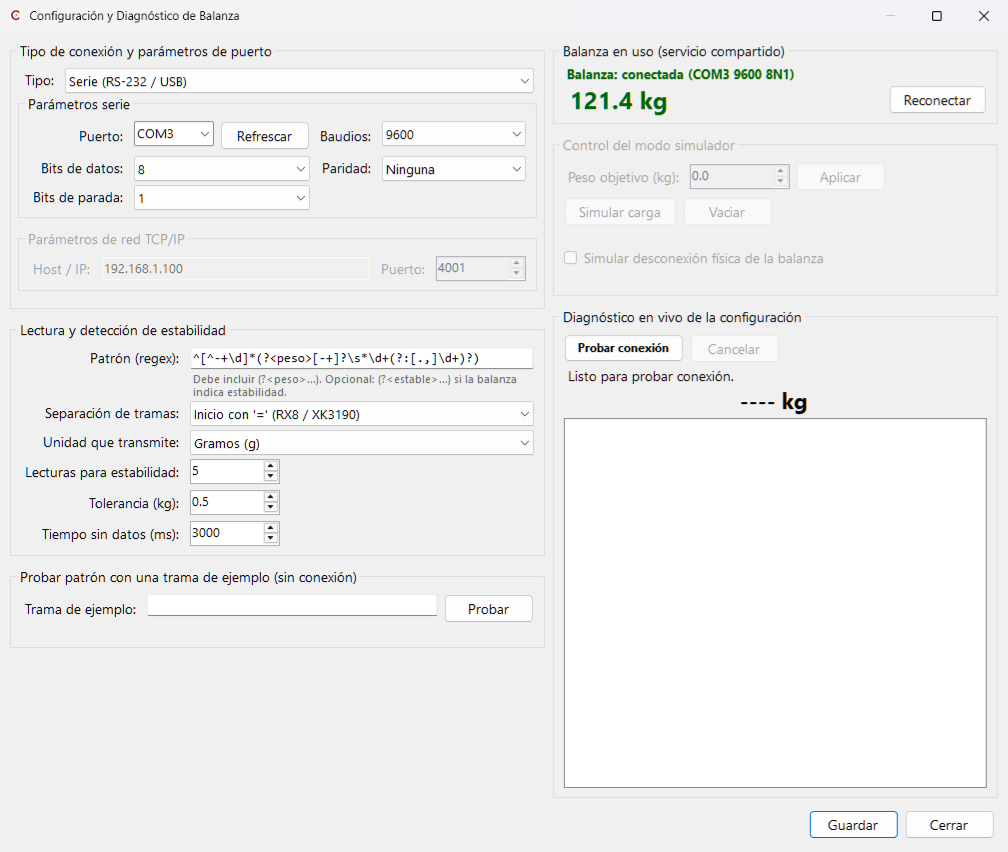 Configuración y Diagnóstico de Balanza
Tipo de conexión y parámetros de puerto
Tipo: Serie (RS-232 / USB)
Parámetros serie
Puerto: COM3 Refrescar Baudios: 9600
Bits de datos: 8 Paridad: Ninguna
Bits de parada: 1
Parámetros de red TCP/IP
Host / IP: 192.168.1.100 Puerto: 4001
Lectura y detección de estabilidad
Patrón (regex): ^[^-+\d]*(?<peso>[-+]?\s*\d+(?:[.,]\d+)?)
Debe incluir (?<peso>...). Opcional: (?<estable>...) si la balanza
indica estabilidad.
Separación de tramas: Inicio con '=' (RX8 / XK3190)
Unidad que transmite: Gramos (g)
Lecturas para estabilidad: 5
Tolerancia (kg): 0.5
Tiempo sin datos (ms): 3000
Probar patrón con una trama de ejemplo (sin conexión)
Trama de ejemplo: Probar
Balanza en uso (servicio compartido)
Balanza: conectada (COM3 9600 8N1)
121.4 kg Reconectar
Control del modo simulador
Peso objetivo (kg): 0.0 Aplicar
Simular carga Vaciar
Simular desconexión física de la balanza
Diagnóstico en vivo de la configuración
Probar conexión Cancelar
Listo para probar conexión.
---- kg
Guardar Cerrar